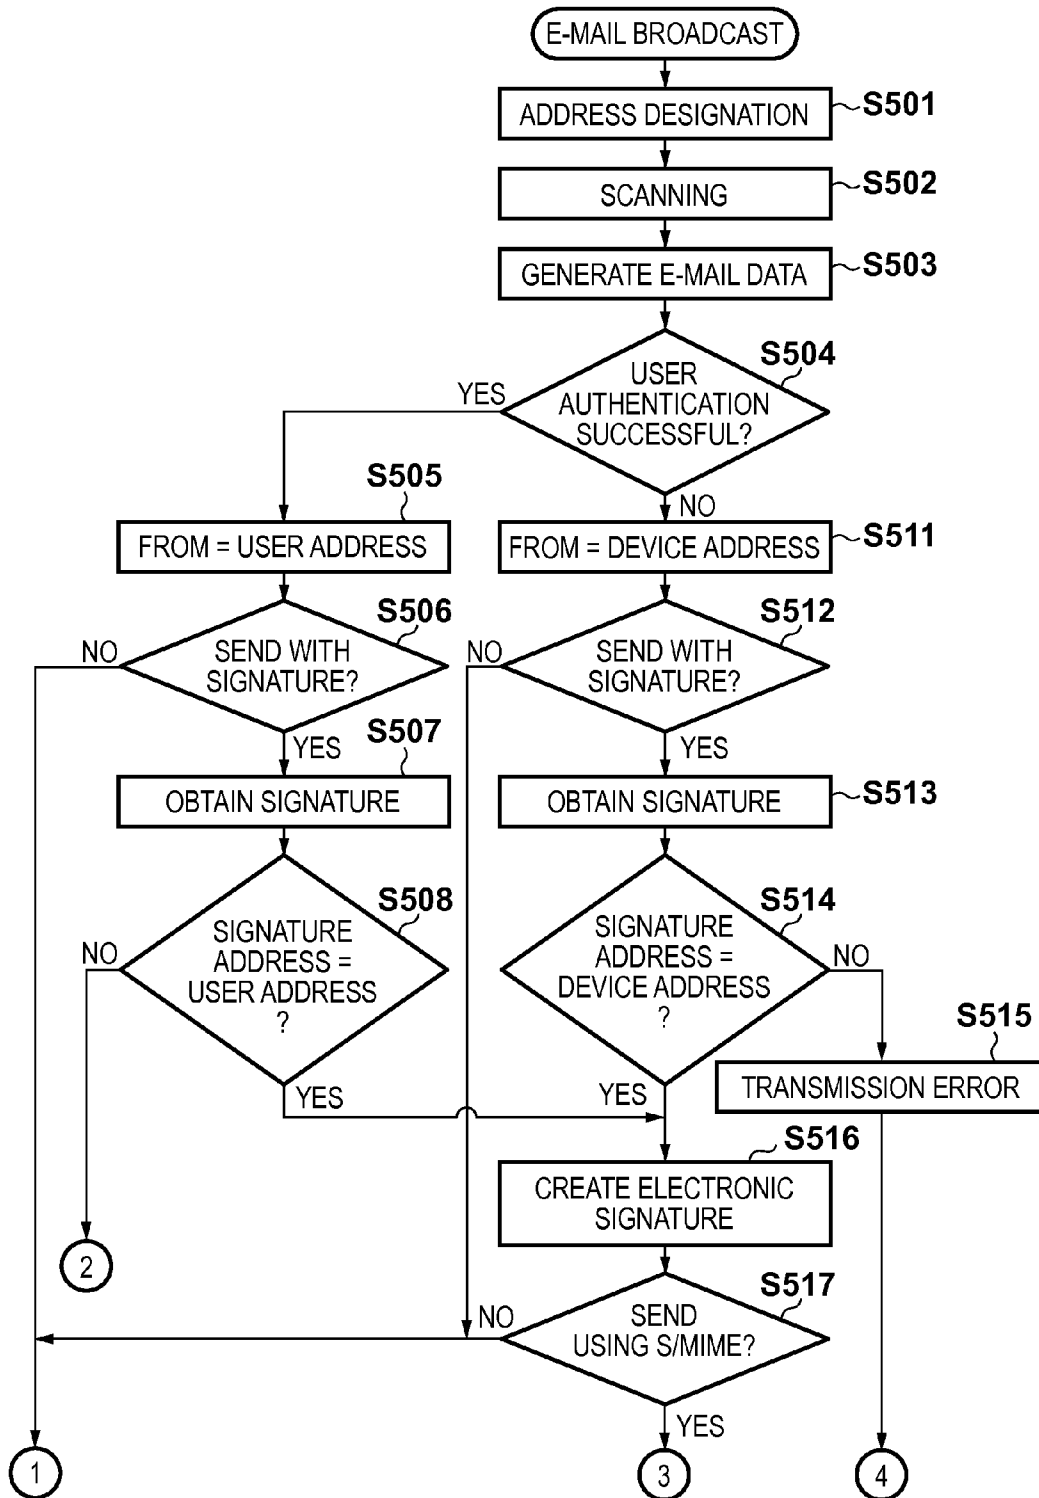 E-MAIL BROADCAST
ADDRESS DESIGNATION
S501
SCANNING
S502
GENERATE E-MAIL DATA
S503
S504
USER
AUTHENTICATION
SUCCESSFUL?
YES
NO
S505
FROM = USER ADDRESS
FROM = DEVICE ADDRESS
S511
S506
SEND WITH
SIGNATURE?
NO
YES
S512
SEND WITH
SIGNATURE?
NO
YES
S507
OBTAIN SIGNATURE
OBTAIN SIGNATURE
S513
S508
SIGNATURE
ADDRESS =
USER ADDRESS
?
NO
YES
S514
SIGNATURE
ADDRESS =
DEVICE ADDRESS
?
NO
YES
S515
TRANSMISSION ERROR
S516
CREATE ELECTRONIC
SIGNATURE
2
S517
SEND
USING S/MIME?
NO
YES
1
3
4